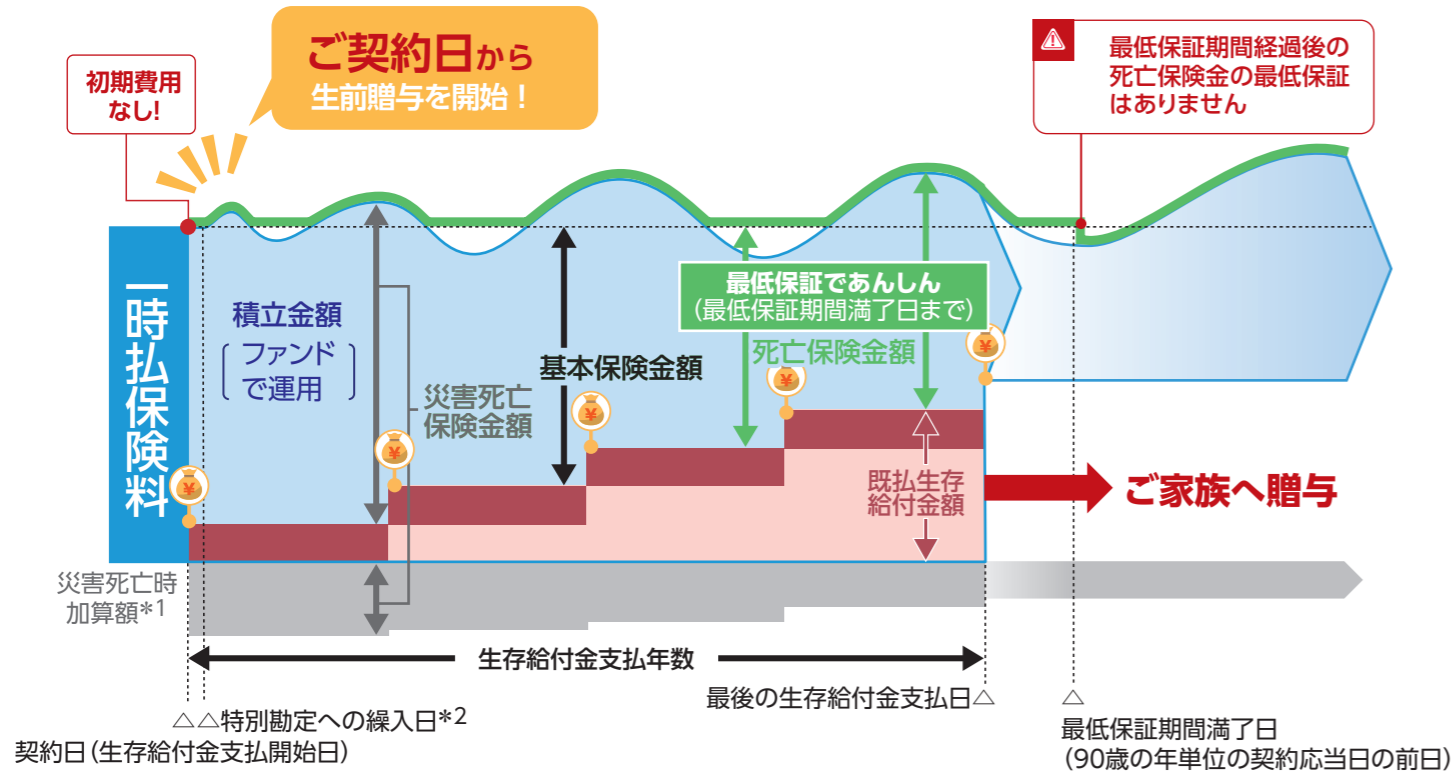 初期費用
なし!
ご契約日から
生前贈与を開始！
最低保証期間経過後の
死亡保険金の最低保証
はありません
一時払保険料
積立金額
ファンド
で運用
災害死亡
保険金額
基本保険金額
最低保証であんしん
（最低保証期間満了日まで）
死亡保険金額
¥
¥
¥
¥
¥
既払生存
給付金額
ご家族へ贈与
災害死亡時
加算額*1
生存給付金支払年数
△△特別勘定への繰入日*2
契約日（生存給付金支払開始日）
最後の生存給付金支払日△
△
最低保証期間満了日
（90歳の年単位の契約応当日の前日）